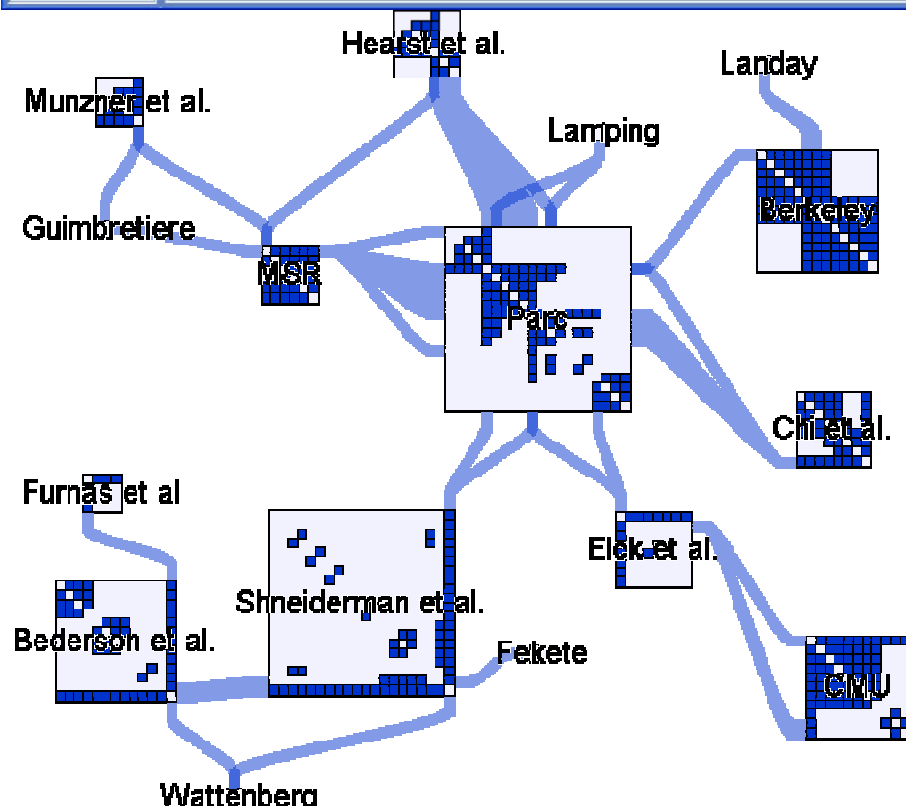 Hearst et al.
Landay
Munzner et al.
Lamping
Berkeley
Guimbretiere
MSR
Parc
Chi et al.
Furnas et al
Elek et al.
Shneiderman et al.
Bederson et al.
Fekete
CMU
Wattenberg